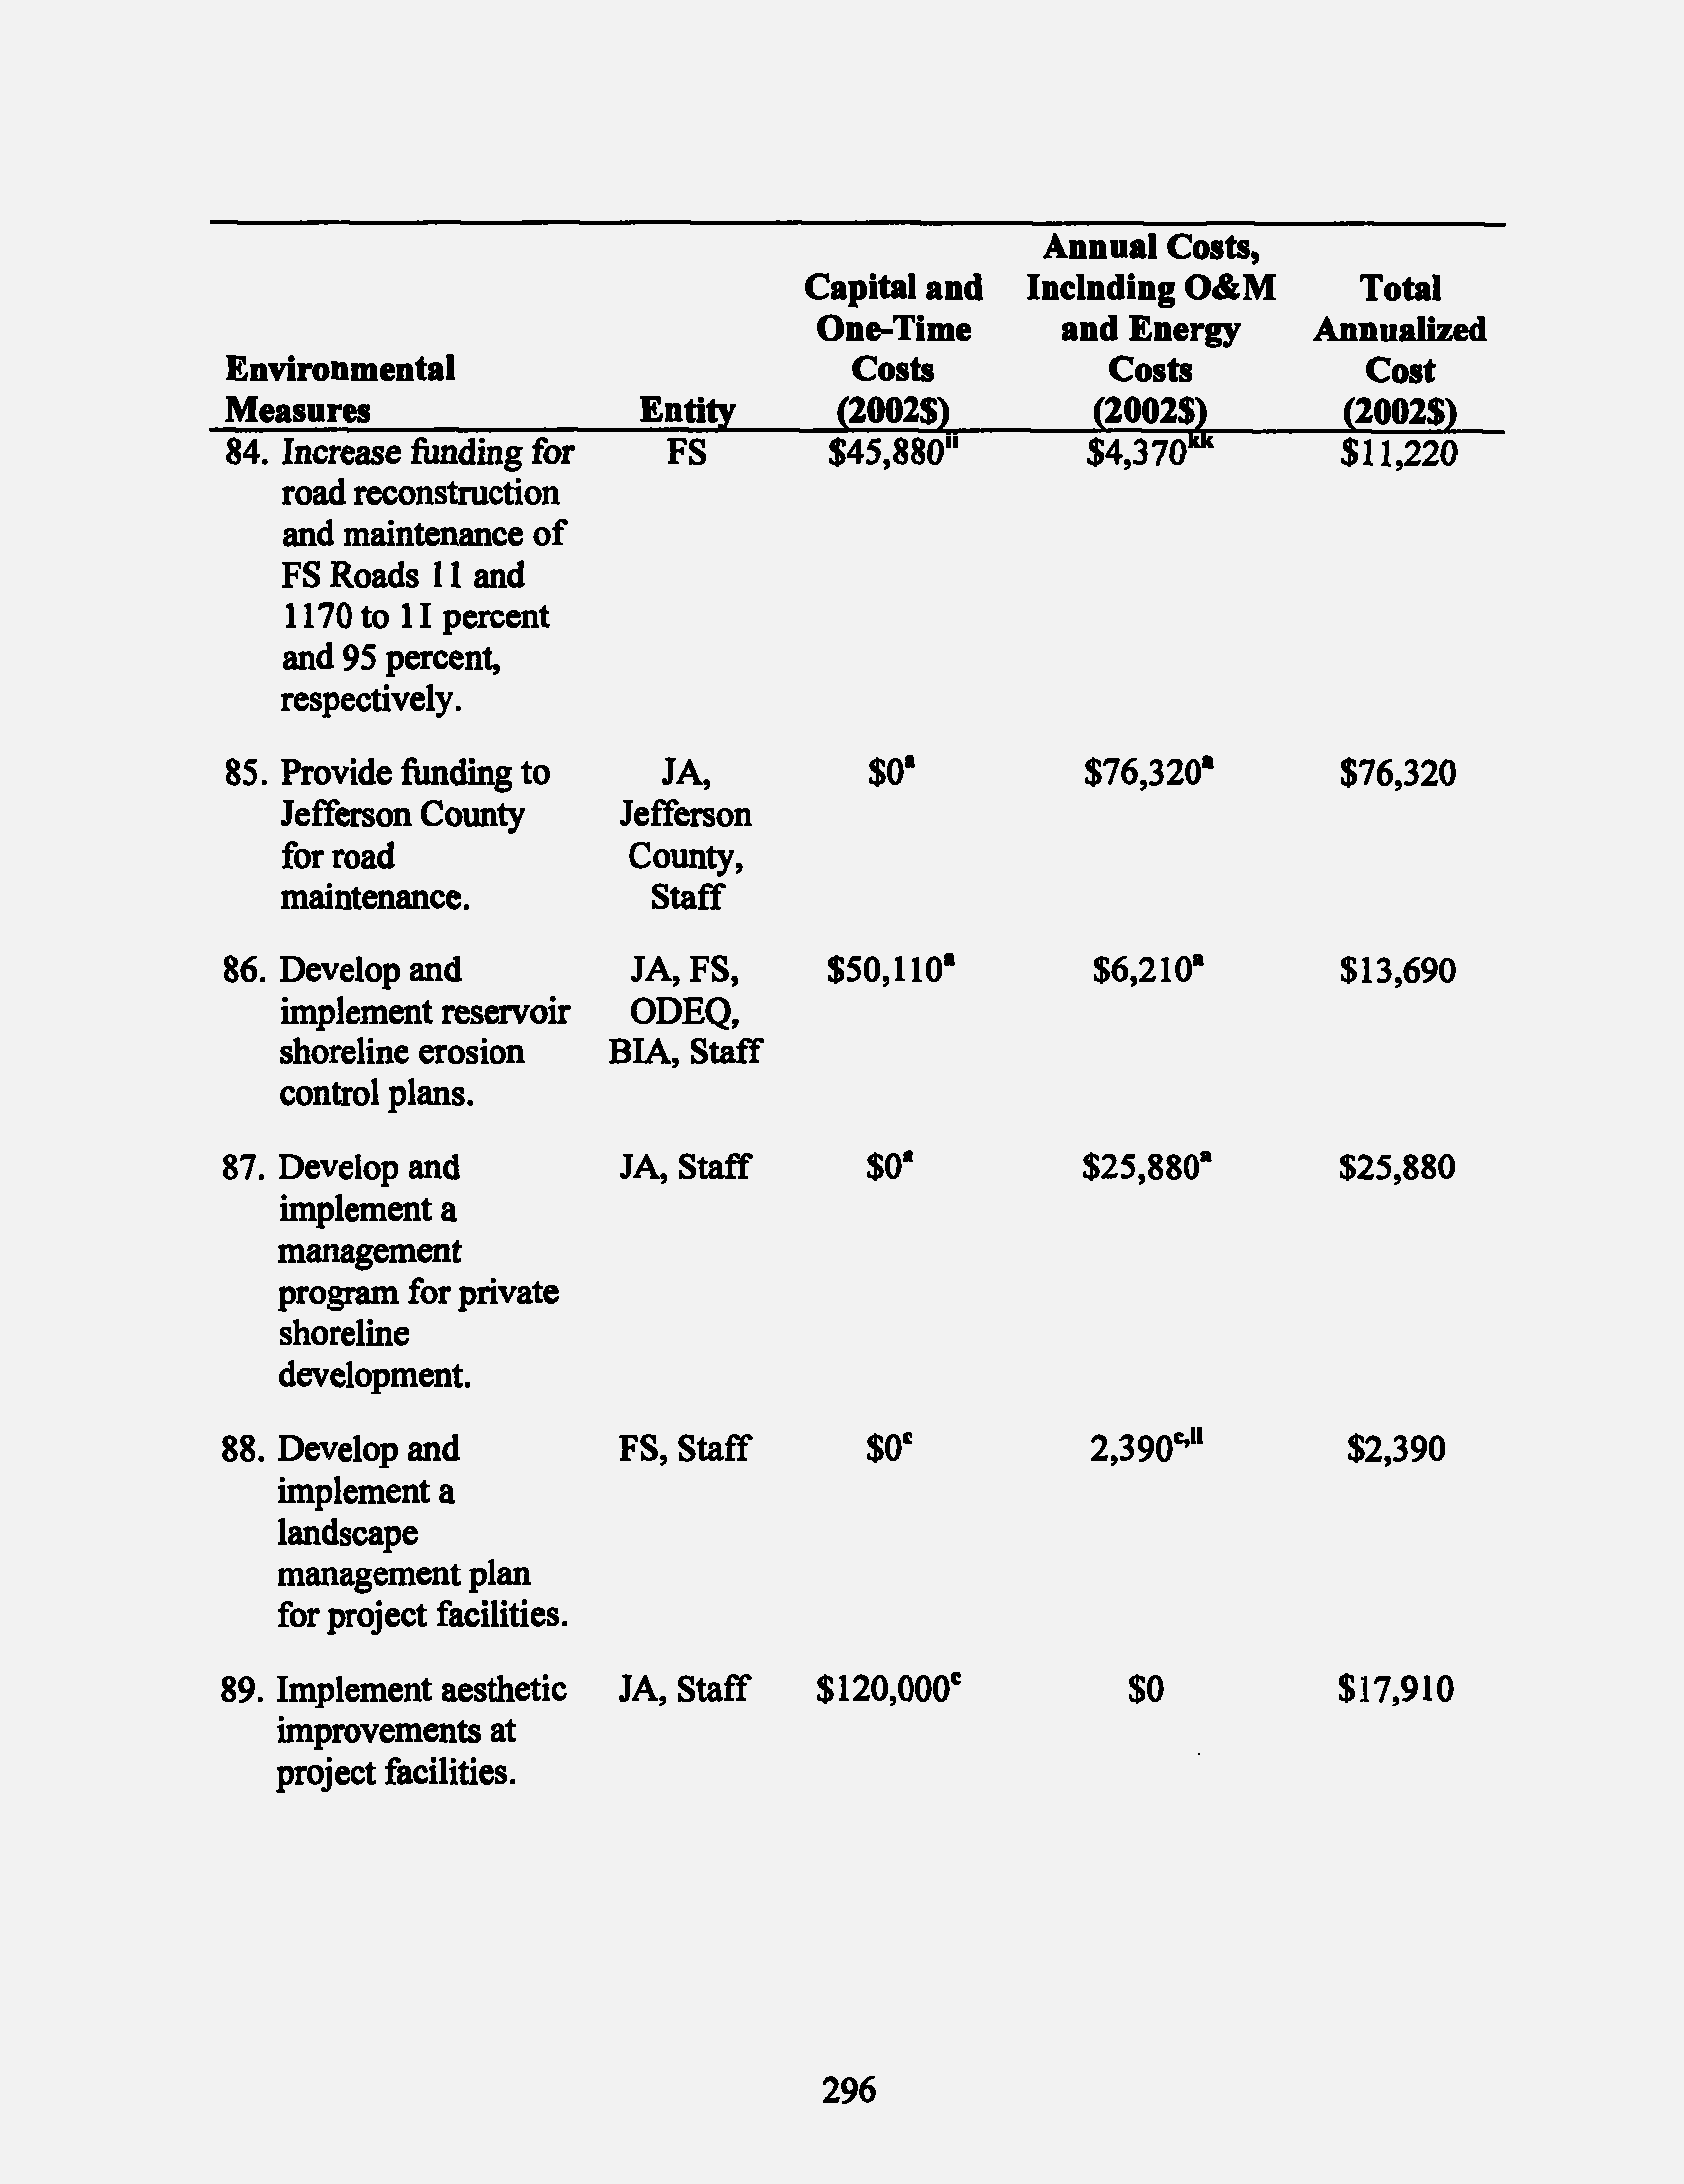 Annual Costs,
Capital and Inclnding O&M Total
One-Time and Energy Annualized
Environmental Costs Costs Cost
Measures Entity (2002$) (2002$) (2002$)
84. Increase funding for FS $45,880ii $4,370kk $11,220
road reconstruction
and maintenance of
FS Roads 11 and
1170 to 1I percent
and 95 percent,
respectively.
85. Provide funding to JA, $0a $76,320a $76,320
Jefferson County Jefferson
for road County,
maintenance. Staff
86. Develop and JA, FS, $50,110a $6,210a $13,690
implement reservoir ODEQ,
shoreline erosion BIA, Staff
control plans.
87. Develop and JA, Staff $0a $25,880a $25,880
implement a
management
program for private
shoreline
development.
88. Develop and FS, Staff $0c 2,390c,ll $2,390
implement a
landscape
management plan
for project facilities.
89. Implement aesthetic JA, Staff $120,000c $0 $17,910
improvements at
project facilities.
296